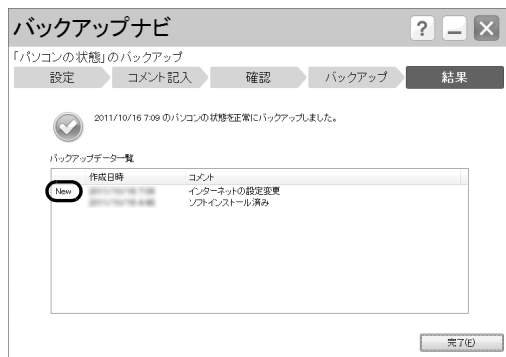 バックアップナビ
?
「パソコンの状態」のバックアップ
設定 コメント記入 確認 バックアップ 結果
2011/10/16 7:09 のパソコンの状態を正常にバックアップしました。
バックアップデータ一覧
作成日時 コメント
New インターネットの設定変更
ソフトインストール済み
完了(E)